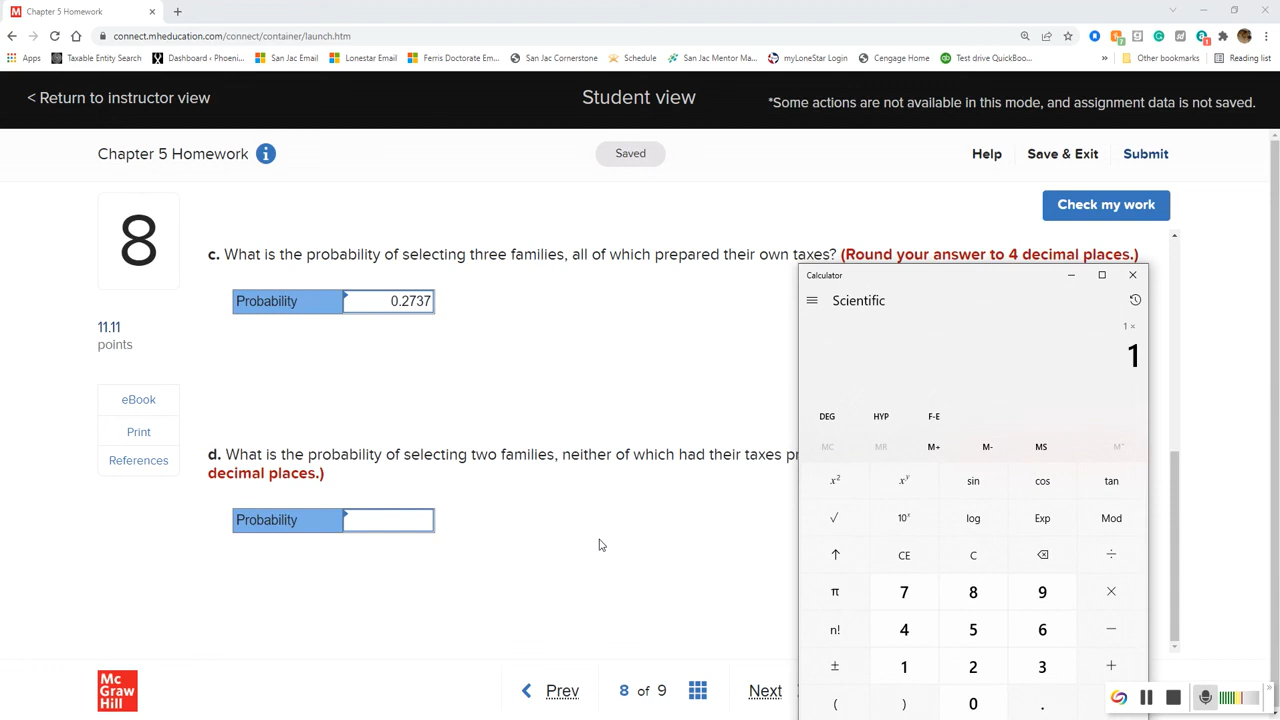 Chapter 5 Homework
connect.mheducation.com/connect/container/launch.htm
Apps
Taxable Entity Search
Dashboard ‹ Phoeni...
San Jac Email
Lonestar Email
Ferris Doctorate Em...
San Jac Cornerstone
Schedule
San Jac Mentor Ma...
myLoneStar Login
Cengage Home
Test drive QuickBoo...
»
Other bookmarks
Reading list
< Return to instructor view
Student view
*Some actions are not available in this mode, and assignment data is not saved.
Chapter 5 Homework
Saved
Help
Save & Exit
Submit
8
Check my work
c. What is the probability of selecting three families, all of which prepared their own taxes? (Round your answer to 4 decimal places.)
Probability 0.2737
11.11
points
eBook
Print
References
d. What is the probability of selecting two families, neither of which had their taxes pr
decimal places.)
Probability
Calculator
Scientific
1 ×
1
DEG HYP F-E
MC MR M+ M- MS M˅
x² xʸ sin cos tan
√ 10ˣ log Exp Mod
↑ CE C ⌫ ÷
π 7 8 9 ×
n! 4 5 6 −
± 1 2 3 +
( ) 0 .
Mc
Graw
Hill
Prev
8 of 9
Next